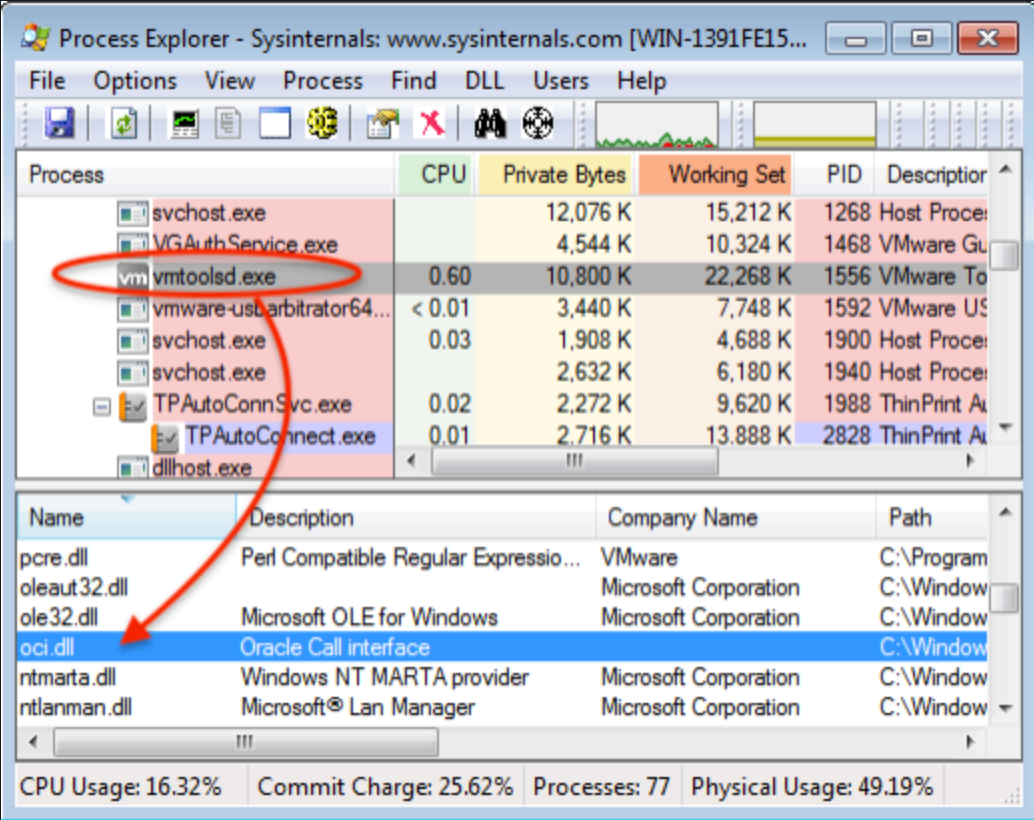 Process Explorer - Sysinternals: www.sysinternals.com [WIN-1391FE15...
File Options View Process Find DLL Users Help
Process CPU Private Bytes Working Set PID Description
svchost.exe 12,076 K 15,212 K 1268 Host Proces
VGAuthService.exe 4,544 K 10,324 K 1468 VMware Gu
vm vmtoolsd.exe 0.60 10,800 K 22,268 K 1556 VMware To
vmware-usbarbitrator64... < 0.01 3,440 K 7,748 K 1592 VMware US
svchost.exe 0.03 1,908 K 4,688 K 1900 Host Proces
svchost.exe 2,632 K 6,180 K 1940 Host Proces
TPAutoConnSvc.exe 0.02 2,272 K 9,620 K 1988 ThinPrint Au
TPAutoConnect.exe 0.01 2,716 K 13,888 K 2828 ThinPrint Au
dllhost.exe
Name Description Company Name Path
pcre.dll Perl Compatible Regular Expressio... VMware C:\Program
oleaut32.dll Microsoft Corporation C:\Window
ole32.dll Microsoft OLE for Windows Microsoft Corporation C:\Window
oci.dll Oracle Call interface C:\Window
ntmarta.dll Windows NT MARTA provider Microsoft Corporation C:\Window
ntlanman.dll Microsoft® Lan Manager Microsoft Corporation C:\Window
CPU Usage: 16.32% Commit Charge: 25.62% Processes: 77 Physical Usage: 49.19%